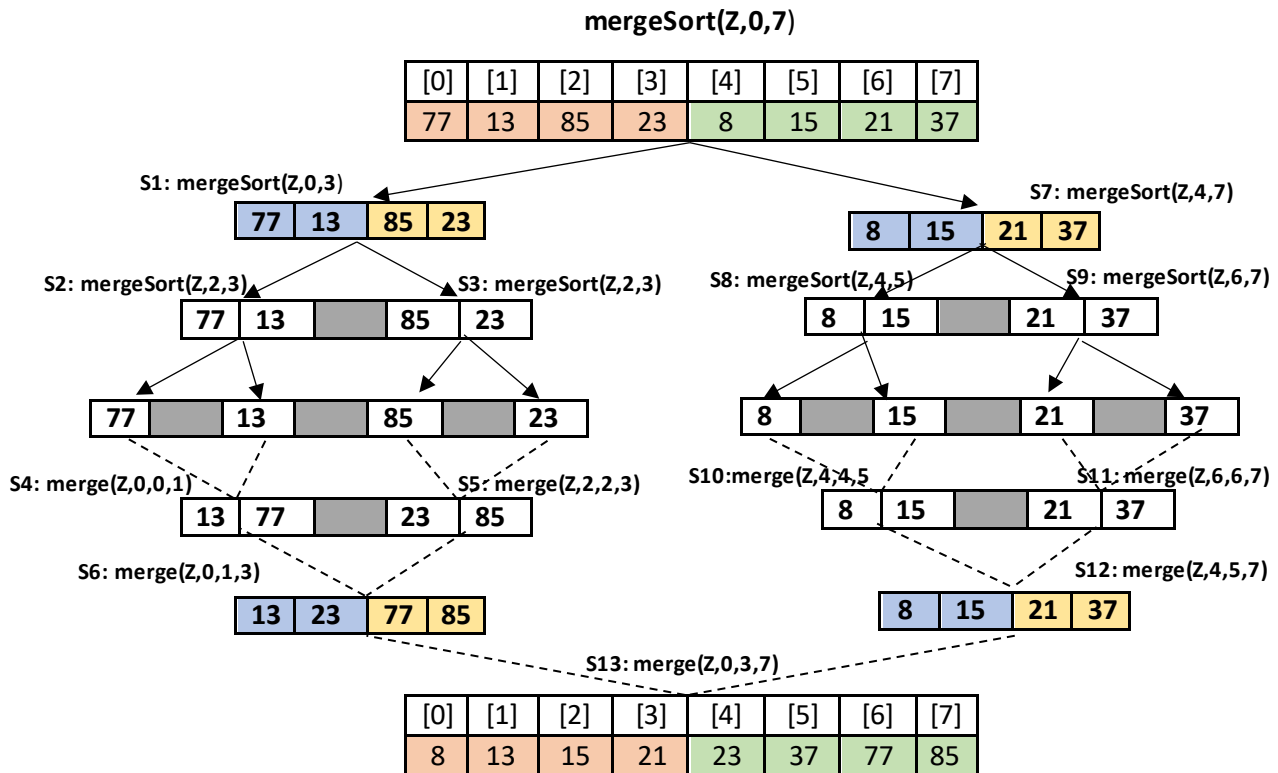 mergeSort(Z,0,7)
[0] [1] [2] [3] [4] [5] [6] [7]
77 13 85 23 8 15 21 37
S1: mergeSort(Z,0,3)
S7: mergeSort(Z,4,7)
77 13 85 23
8 15 21 37
S2: mergeSort(Z,2,3) S3: mergeSort(Z,2,3)
S8: mergeSort(Z,4,5) S9: mergeSort(Z,6,7)
77 13 85 23
8 15 21 37
77 13 85 23
8 15 21 37
S4: merge(Z,0,0,1) S5: merge(Z,2,2,3)
S10:merge(Z,4,4,5 S11: merge(Z,6,6,7)
13 77 23 85
8 15 21 37
S6: merge(Z,0,1,3)
S12: merge(Z,4,5,7)
13 23 77 85
8 15 21 37
S13: merge(Z,0,3,7)
[0] [1] [2] [3] [4] [5] [6] [7]
8 13 15 21 23 37 77 85